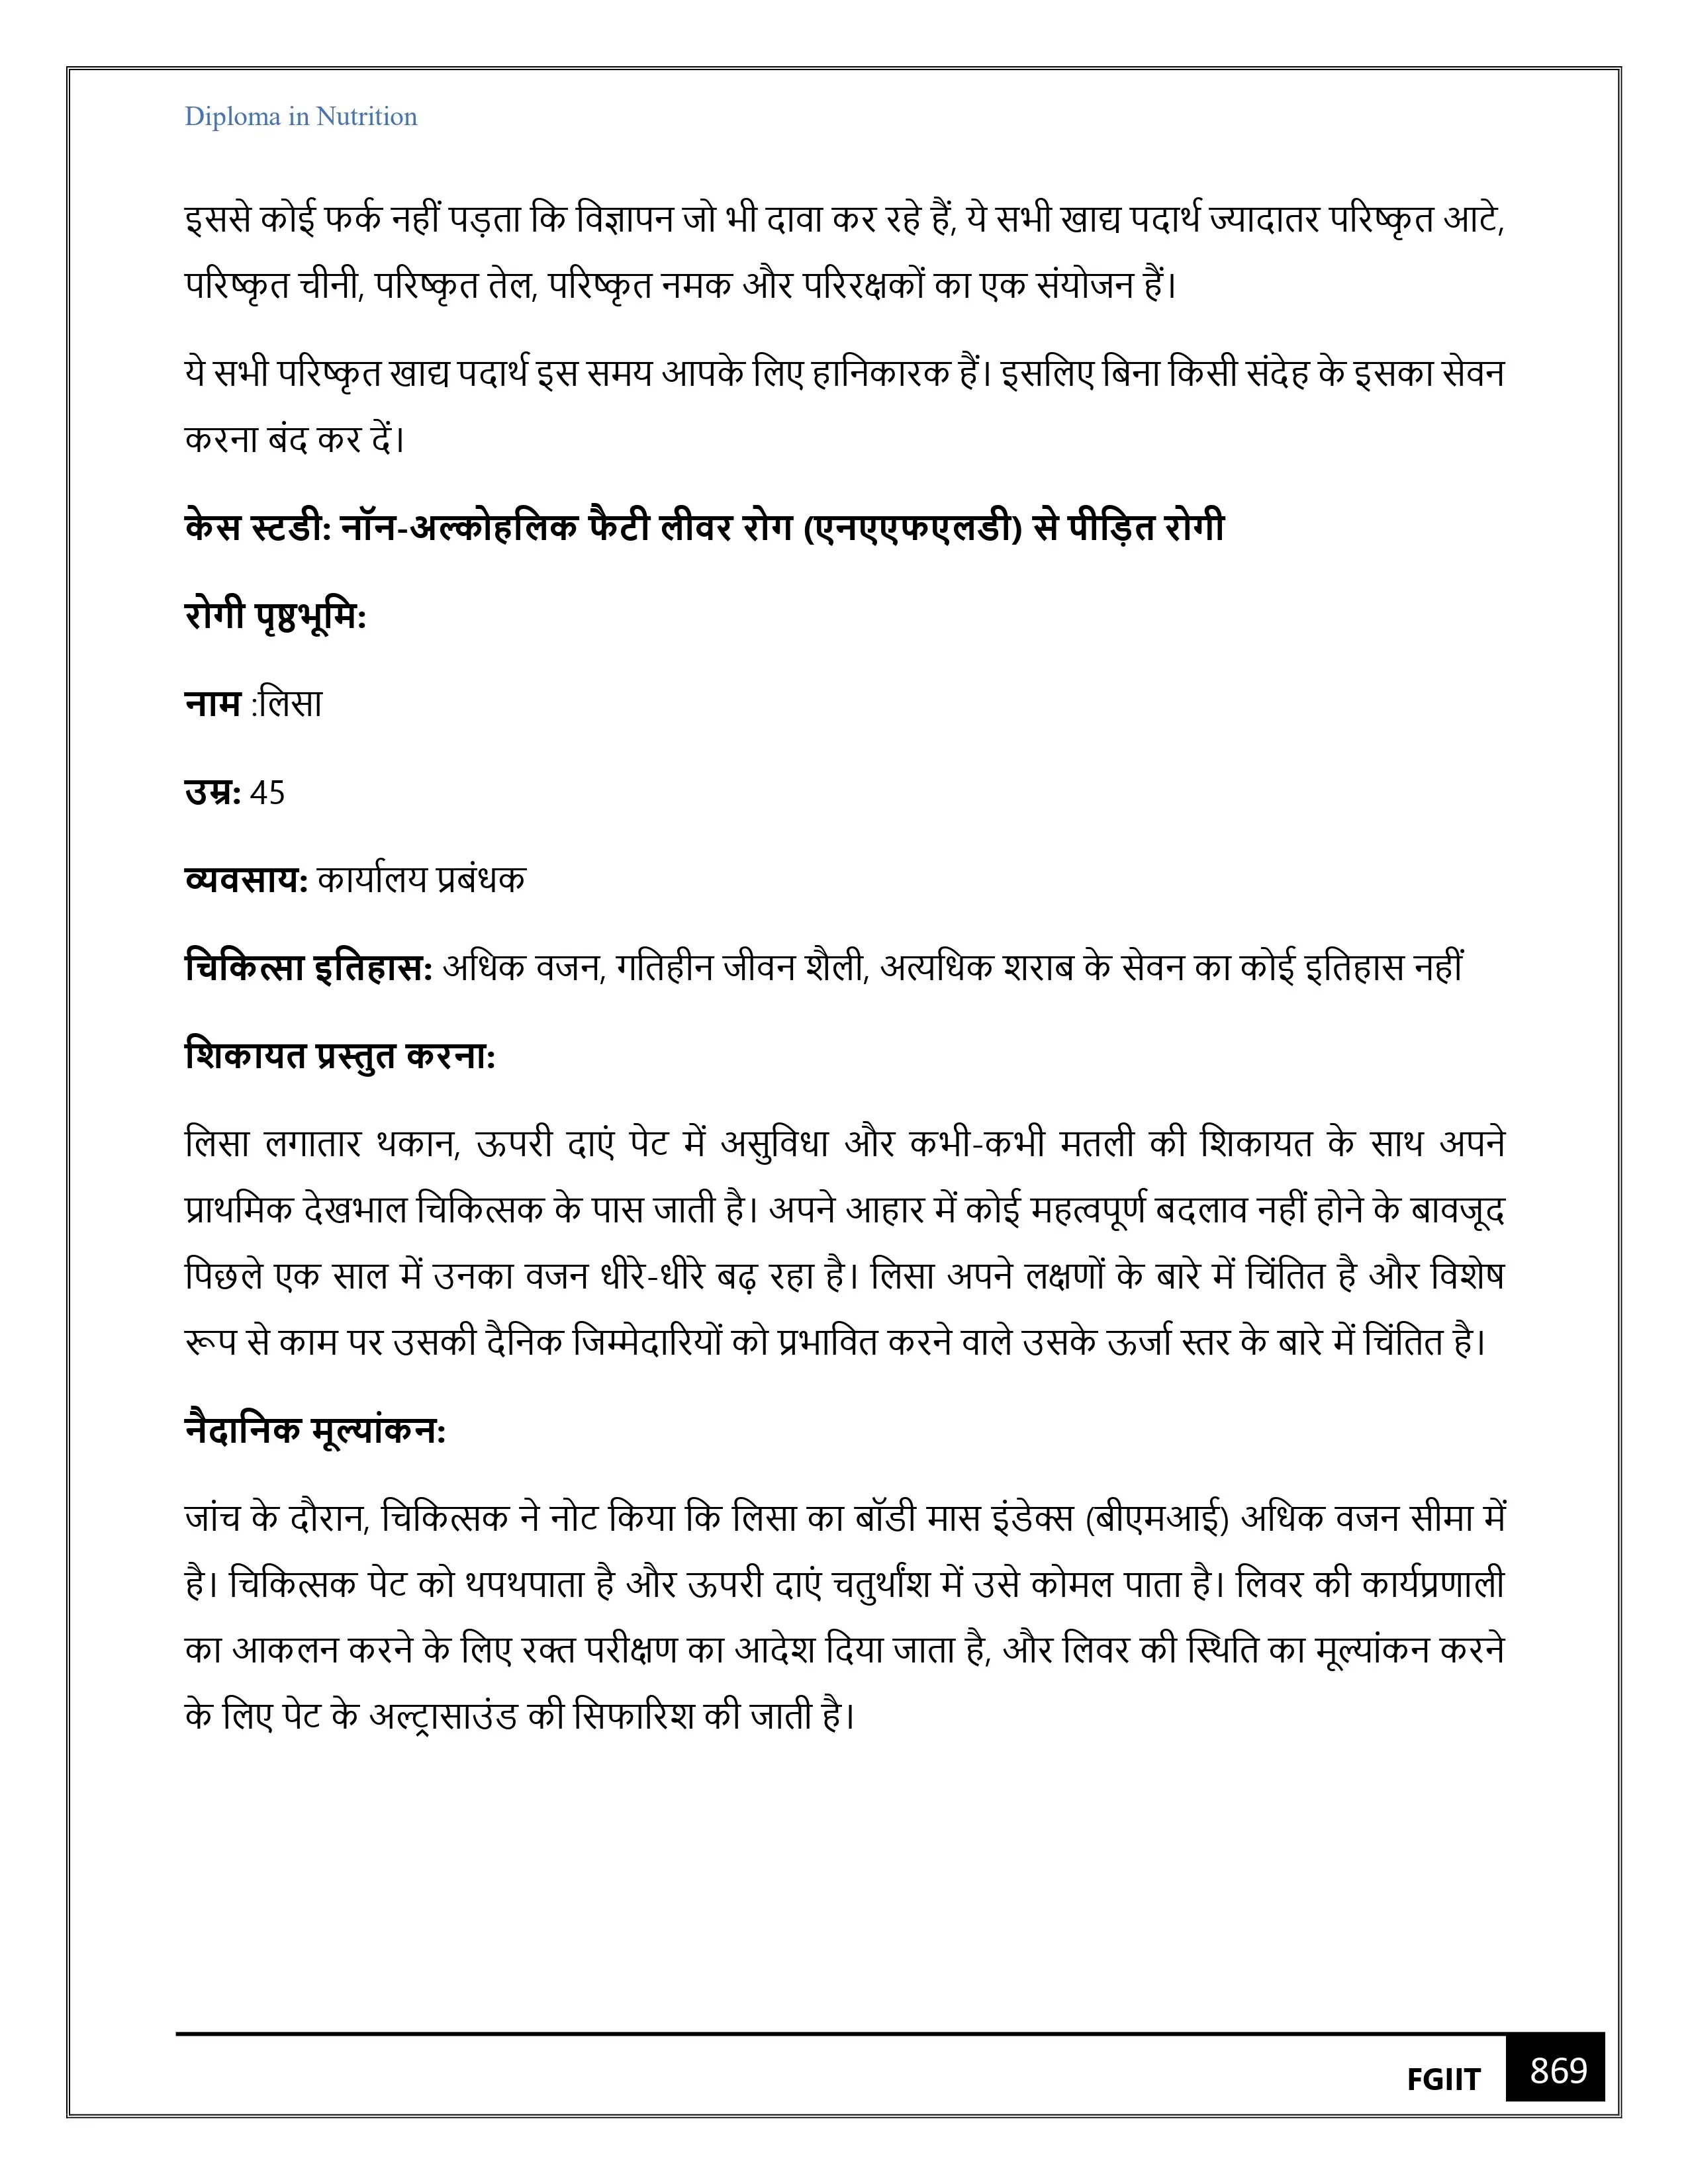 Diploma in Nutrition
इससे कोई फर्क नहीं पड़ता कि विज्ञापन जो भी दावा कर रहे हैं, ये सभी खाद्य पदार्थ ज्यादातर परिष्कृत आटे,
परिष्कृत चीनी, परिष्कृत तेल, परिष्कृत नमक और परिरक्षकों का एक संयोजन हैं।
ये सभी परिष्कृत खाद्य पदार्थ इस समय आपके लिए हानिकारक हैं। इसलिए बिना किसी संदेह के इसका सेवन
करना बंद कर दें।
केस स्टडी: नॉन-अल्कोहलिक फैटी लीवर रोग (एनएएफएलडी) से पीड़ित रोगी
रोगी पृष्ठभूमि:
नाम :लिसा
उम्र: 45
व्यवसाय: कार्यालय प्रबंधक
चिकित्सा इतिहास: अधिक वजन, गतिहीन जीवन शैली, अत्यधिक शराब के सेवन का कोई इतिहास नहीं
शिकायत प्रस्तुत करना:
लिसा लगातार थकान, ऊपरी दाएं पेट में असुविधा और कभी-कभी मतली की शिकायत के साथ अपने
प्राथमिक देखभाल चिकित्सक के पास जाती है। अपने आहार में कोई महत्वपूर्ण बदलाव नहीं होने के बावजूद
पिछले एक साल में उनका वजन धीरे-धीरे बढ़ रहा है। लिसा अपने लक्षणों के बारे में चिंतित है और विशेष
रूप से काम पर उसकी दैनिक जिम्मेदारियों को प्रभावित करने वाले उसके ऊर्जा स्तर के बारे में चिंतित है।
नैदानिक मूल्यांकन:
जांच के दौरान, चिकित्सक ने नोट किया कि लिसा का बॉडी मास इंडेक्स (बीएमआई) अधिक वजन सीमा में
है। चिकित्सक पेट को थपथपाता है और ऊपरी दाएं चतुर्थांश में उसे कोमल पाता है। लिवर की कार्यप्रणाली
का आकलन करने के लिए रक्त परीक्षण का आदेश दिया जाता है, और लिवर की स्थिति का मूल्यांकन करने
के लिए पेट के अल्ट्रासाउंड की सिफारिश की जाती है।
FGIIT 869